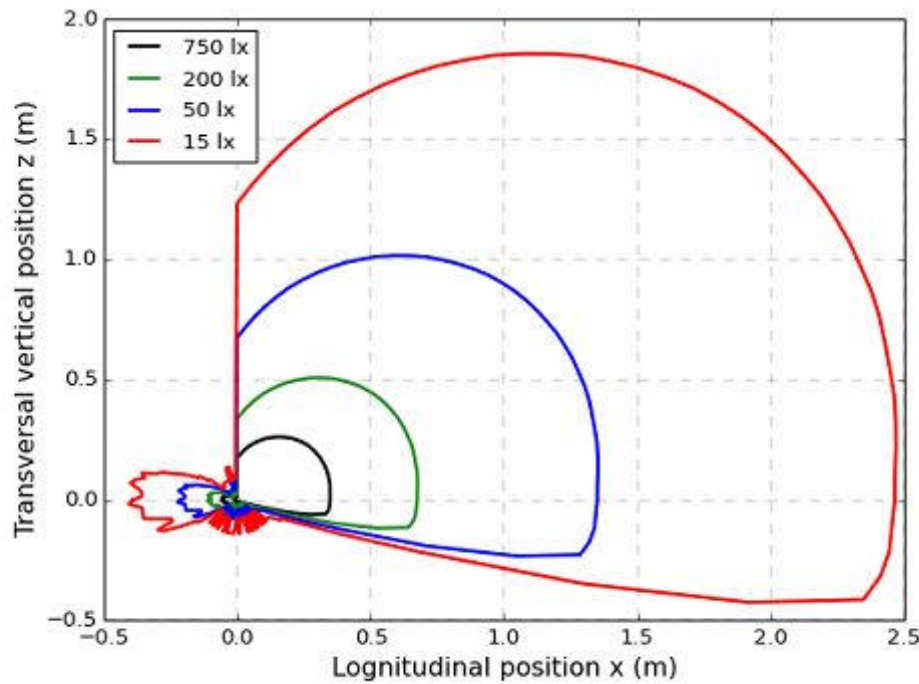 2.0
1.5
1.0
0.5
0.0
−0.5
−0.5
0.0
0.5
1.0
1.5
2.0
2.5
Transversal vertical position z (m)
Lognitudinal position x (m)
750 lx
200 lx
50 lx
15 lx